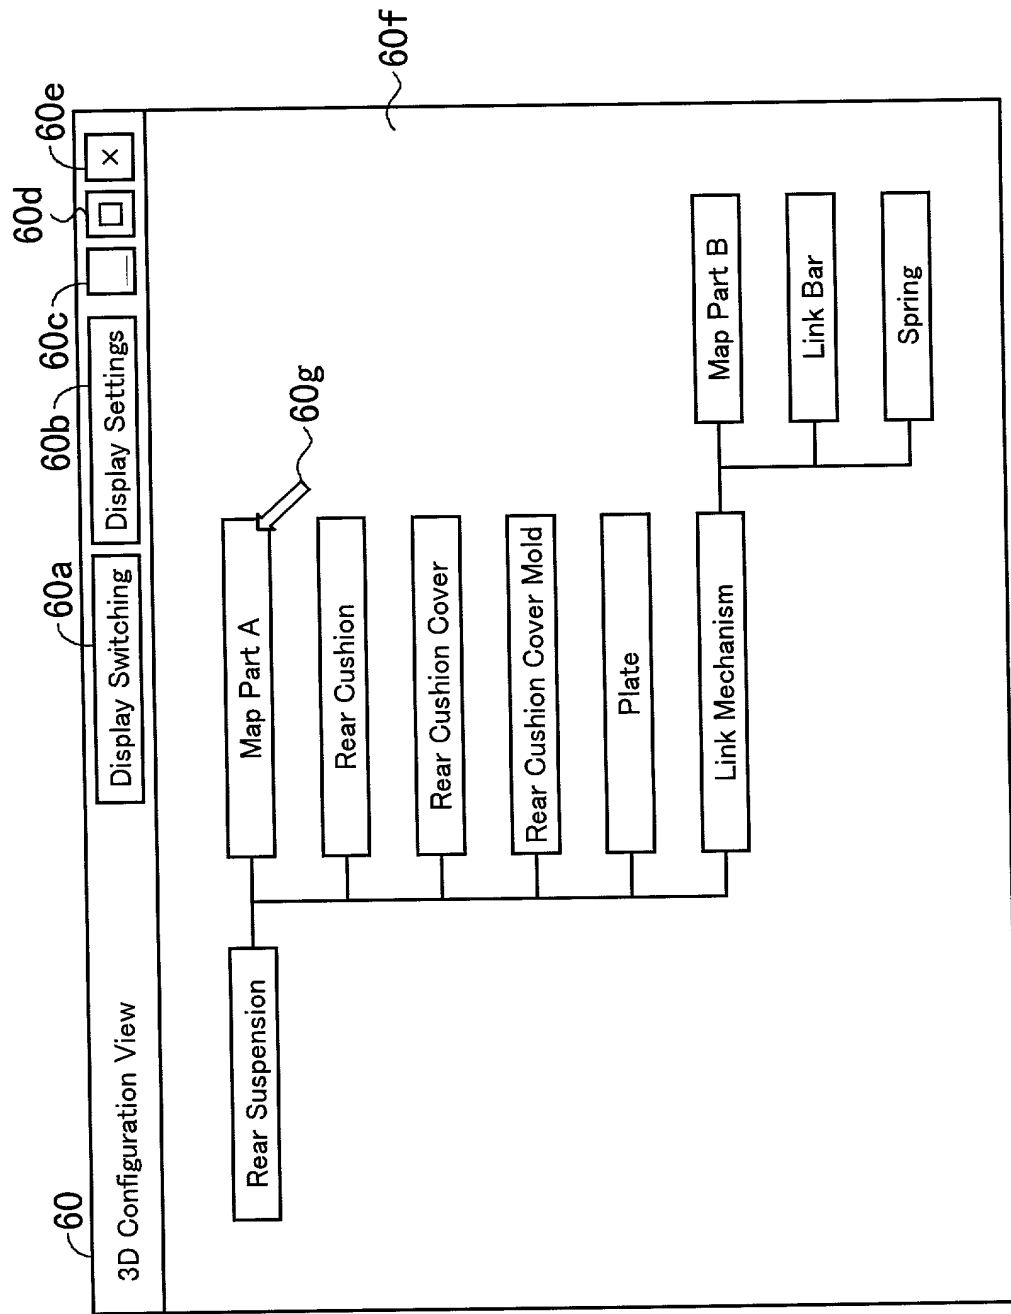 60
60a
60b
60c
60d
60e
3D Configuration View
Display Switching
Display Settings
×
60f
Rear Suspension
Map Part A
60g
Rear Cushion
Rear Cushion Cover
Rear Cushion Cover Mold
Plate
Link Mechanism
Map Part B
Link Bar
Spring